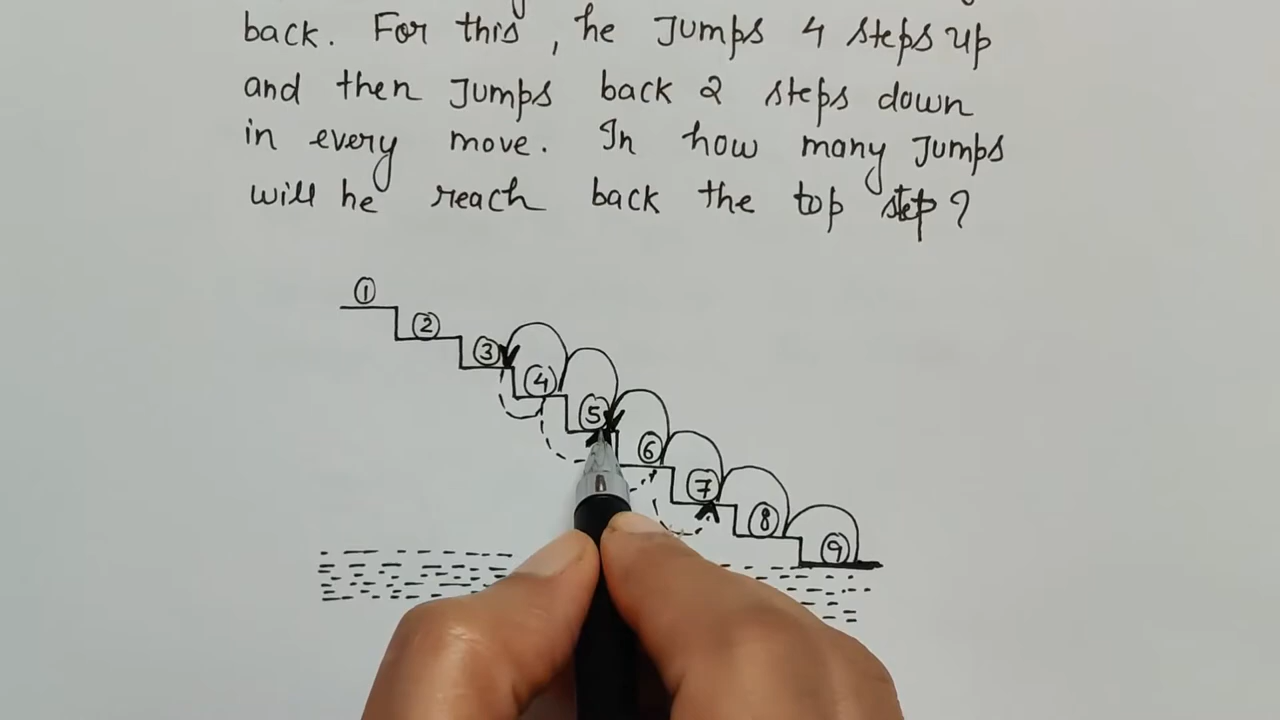 back. For this, he Jumps 4 steps up
and then Jumps back 2 steps down
in every move. In how many Jumps
will he reach back the top step?
1
2
3
4
5
6
7
8
9